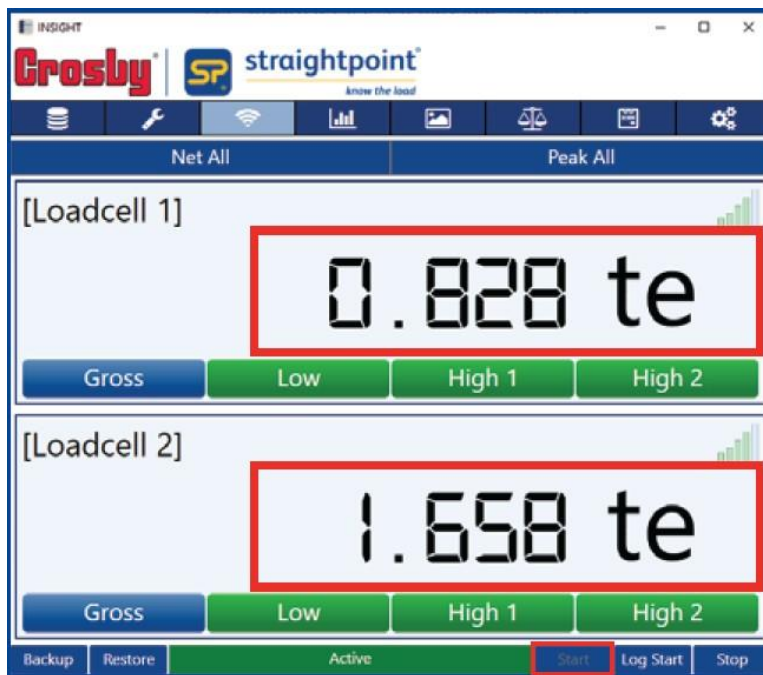 INSIGHT
Crosby SP straightpoint
know the load
Net All Peak All
[Loadcell 1]
0.828 te
Gross Low High 1 High 2
[Loadcell 2]
1.658 te
Gross Low High 1 High 2
Backup Restore Active Start Log Start Stop